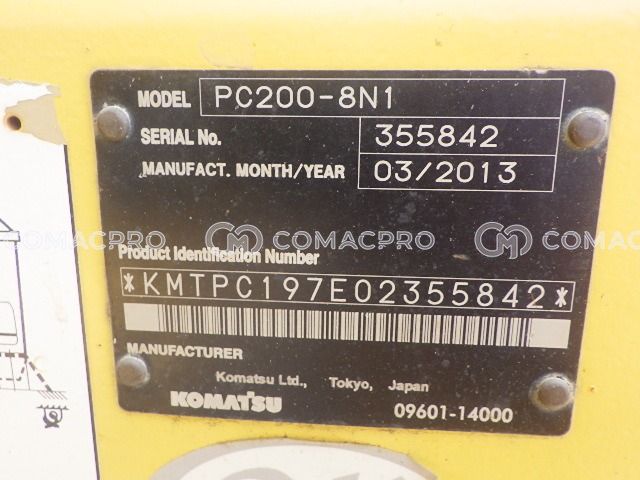 MODEL PC200-8N1
SERIAL No. 355842
MANUFACT. MONTH/YEAR 03/2013
COMACPRO COMACPRO COMACPRO
Product Identification Number
*KMTPC197E02355842*
MANUFACTURER
Komatsu Ltd., Tokyo, Japan
KOMATSU 09601-14000